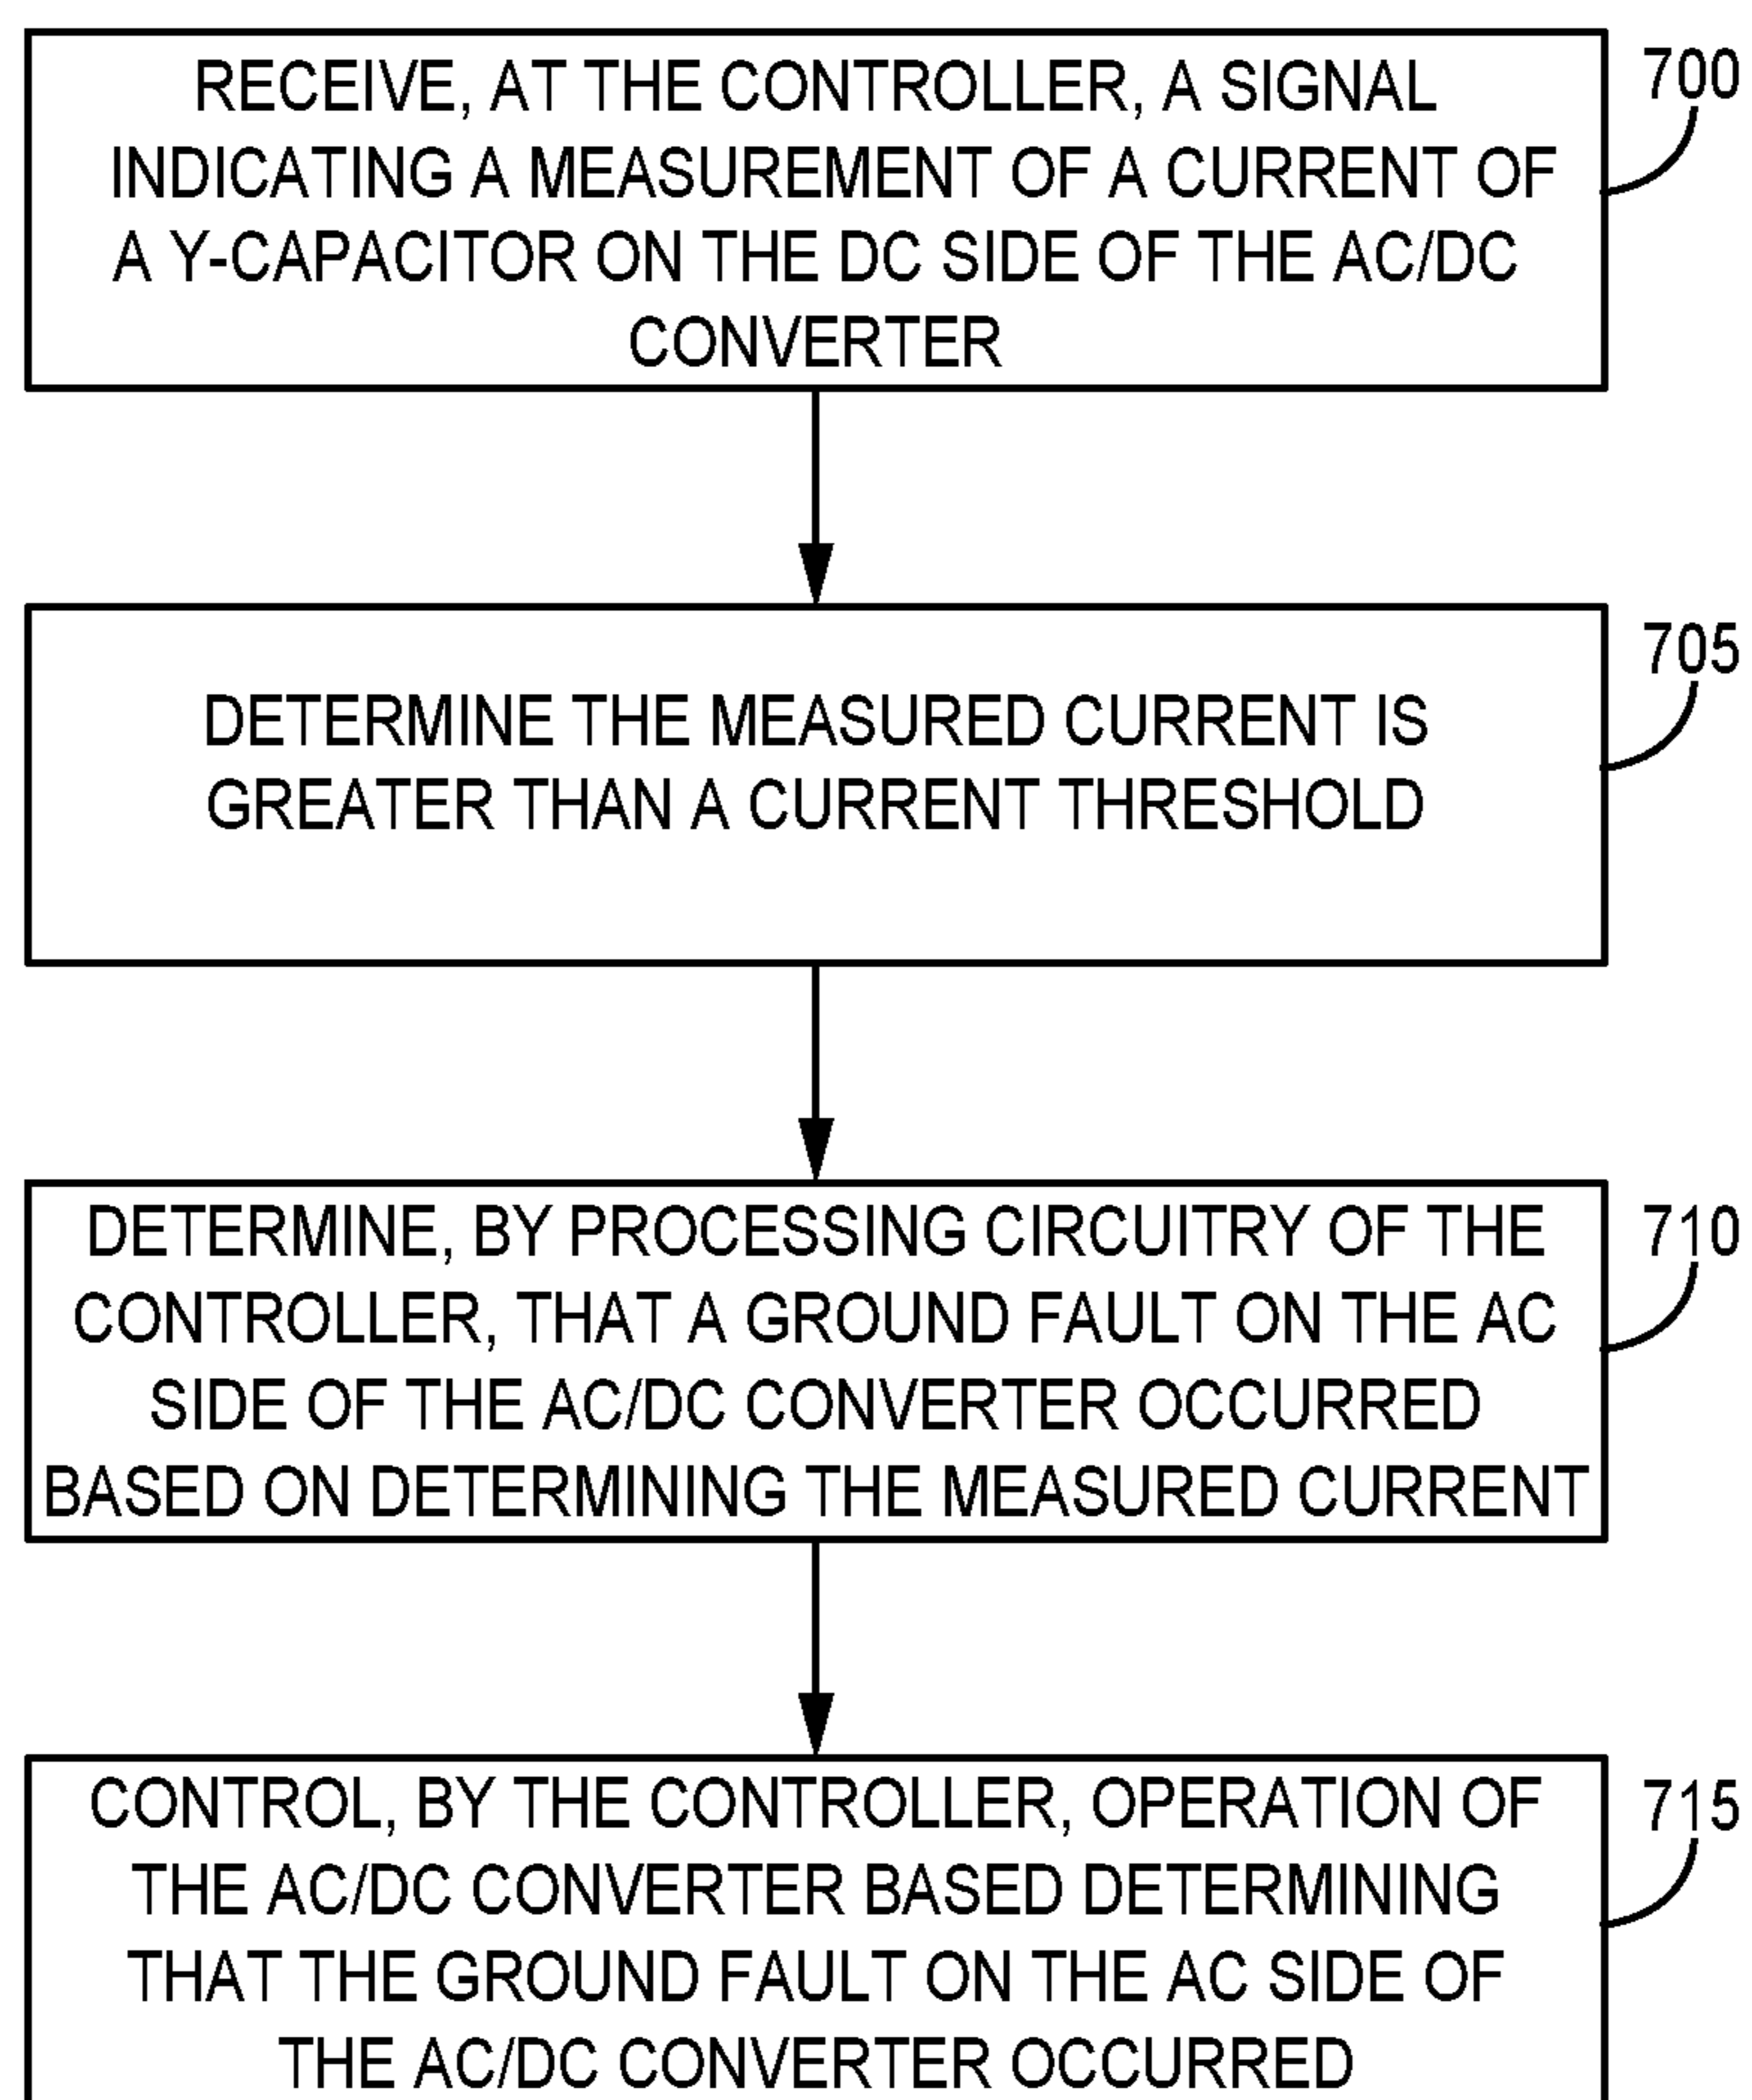 RECEIVE, AT THE CONTROLLER, A SIGNAL
INDICATING A MEASUREMENT OF A CURRENT OF
A Y-CAPACITOR ON THE DC SIDE OF THE AC/DC
CONVERTER
700
DETERMINE THE MEASURED CURRENT IS
GREATER THAN A CURRENT THRESHOLD
705
DETERMINE, BY PROCESSING CIRCUITRY OF THE
CONTROLLER, THAT A GROUND FAULT ON THE AC
SIDE OF THE AC/DC CONVERTER OCCURRED
BASED ON DETERMINING THE MEASURED CURRENT
710
CONTROL, BY THE CONTROLLER, OPERATION OF
THE AC/DC CONVERTER BASED DETERMINING
THAT THE GROUND FAULT ON THE AC SIDE OF
THE AC/DC CONVERTER OCCURRED
715